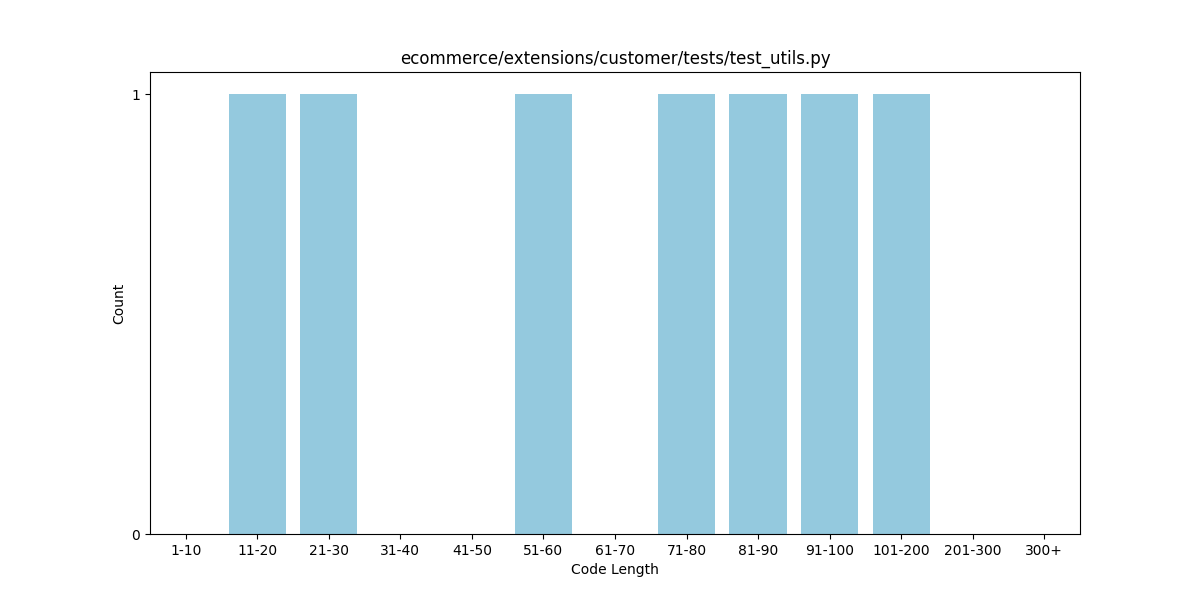 ecommerce/extensions/customer/tests/test_utils.py
1
Count
0
1-10 11-20 21-30 31-40 41-50 51-60 61-70 71-80 81-90 91-100 101-200 201-300 300+
Code Length